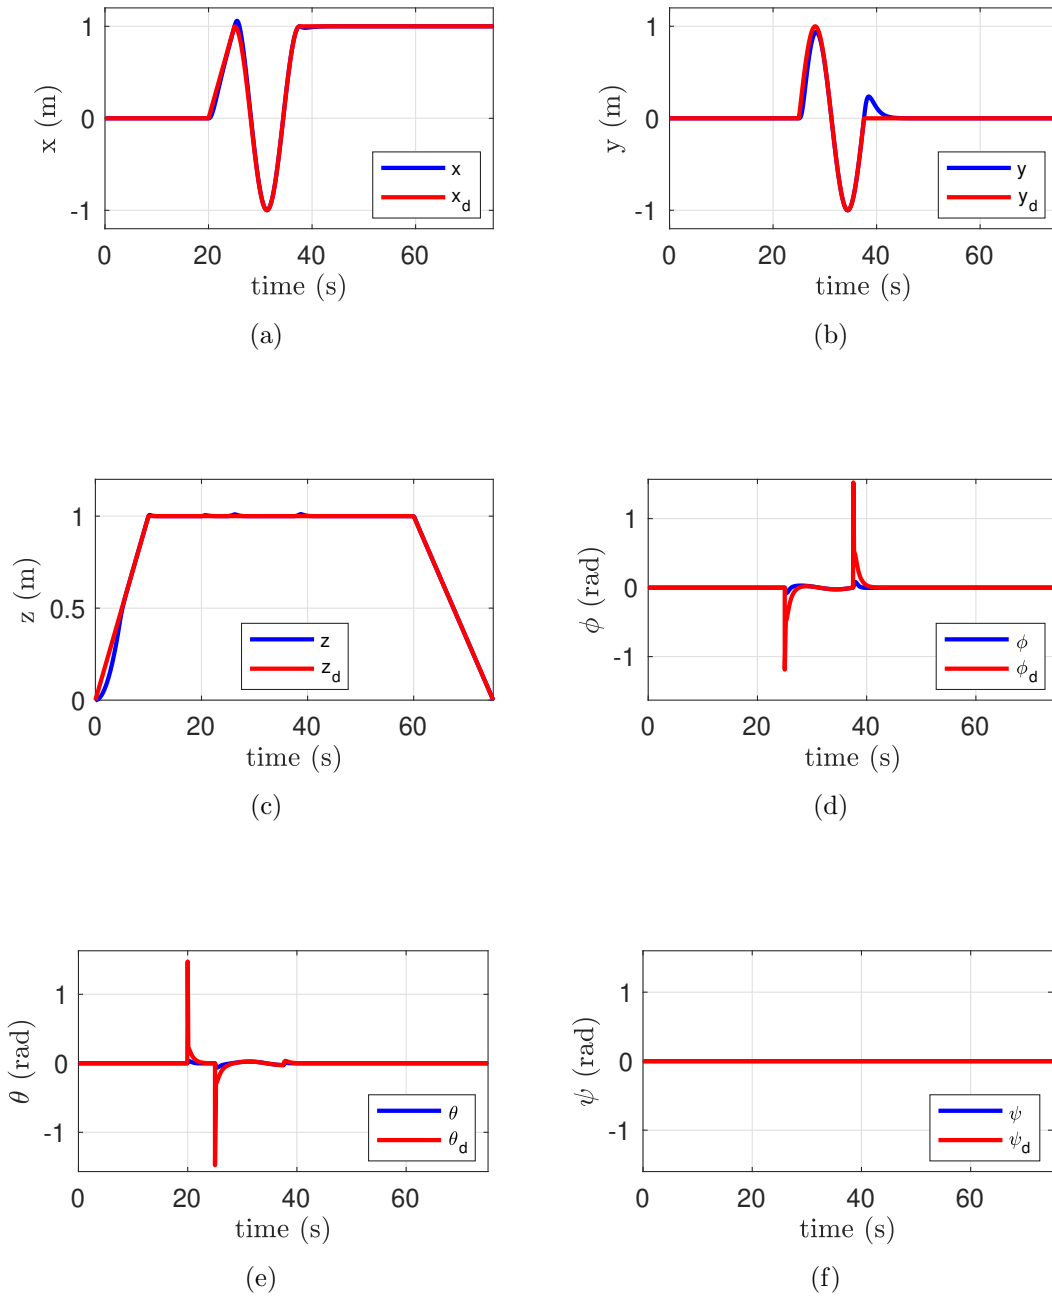 1
0
-1
x (m)
x
x_d
0 20 40 60
time (s)
(a)
1
0
-1
y (m)
y
y_d
0 20 40 60
time (s)
(b)
1
0.5
0
z (m)
z
z_d
0 20 40 60
time (s)
(c)
1
0
-1
ϕ (rad)
ϕ
ϕ_d
0 20 40 60
time (s)
(d)
1
0
-1
θ (rad)
θ
θ_d
0 20 40 60
time (s)
(e)
1
0
-1
ψ (rad)
ψ
ψ_d
0 20 40 60
time (s)
(f)